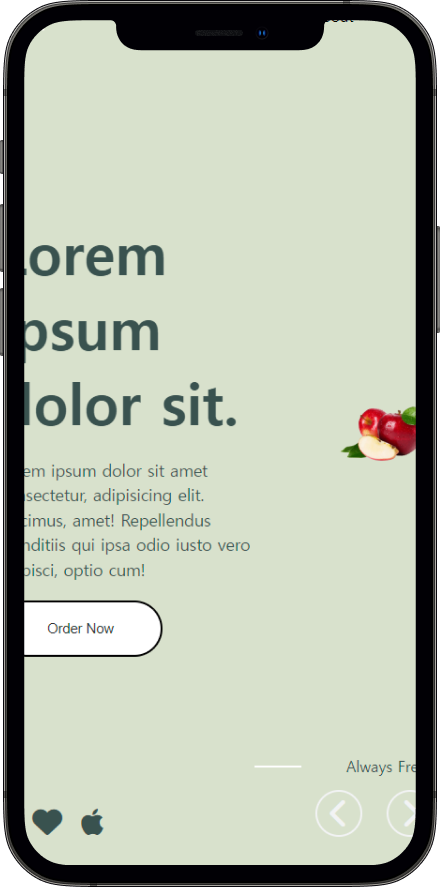 orem
psum
dolor sit.
em ipsum dolor sit amet
nsectetur, adipisicing elit.
cimus, amet! Repellendus
nditiis qui ipsa odio iusto vero
pisci, optio cum!
Order Now
Always Fre